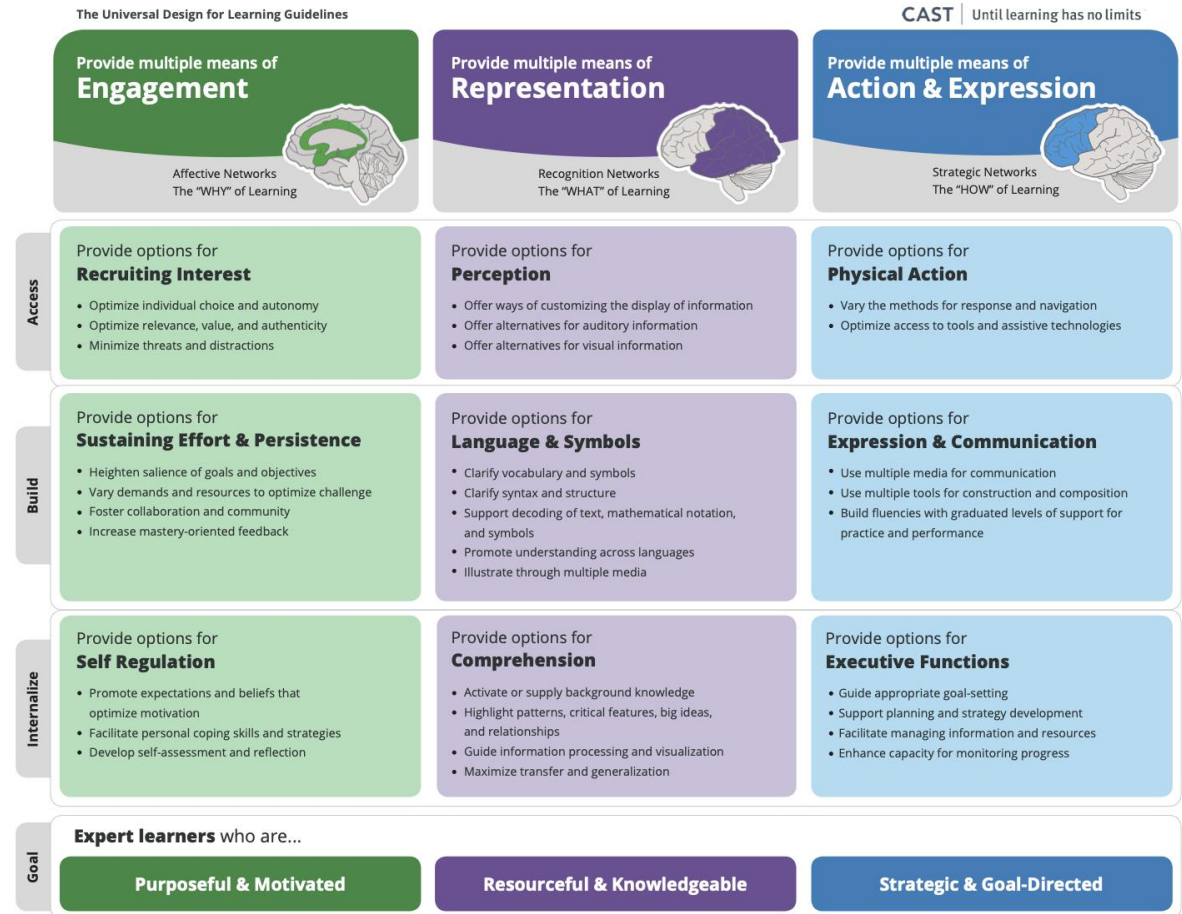 The Universal Design for Learning Guidelines
CAST | Until learning has no limits
Provide multiple means of
Engagement
Affective Networks
The “WHY” of Learning
Provide multiple means of
Representation
Recognition Networks
The “WHAT” of Learning
Provide multiple means of
Action & Expression
Strategic Networks
The “HOW” of Learning
Access
Provide options for
Recruiting Interest
• Optimize individual choice and autonomy
• Optimize relevance, value, and authenticity
• Minimize threats and distractions
Provide options for
Perception
• Offer ways of customizing the display of information
• Offer alternatives for auditory information
• Offer alternatives for visual information
Provide options for
Physical Action
• Vary the methods for response and navigation
• Optimize access to tools and assistive technologies
Build
Provide options for
Sustaining Effort & Persistence
• Heighten salience of goals and objectives
• Vary demands and resources to optimize challenge
• Foster collaboration and community
• Increase mastery-oriented feedback
Provide options for
Language & Symbols
• Clarify vocabulary and symbols
• Clarify syntax and structure
• Support decoding of text, mathematical notation,
and symbols
• Promote understanding across languages
• Illustrate through multiple media
Provide options for
Expression & Communication
• Use multiple media for communication
• Use multiple tools for construction and composition
• Build fluencies with graduated levels of support for
practice and performance
Internalize
Provide options for
Self Regulation
• Promote expectations and beliefs that
optimize motivation
• Facilitate personal coping skills and strategies
• Develop self-assessment and reflection
Provide options for
Comprehension
• Activate or supply background knowledge
• Highlight patterns, critical features, big ideas,
and relationships
• Guide information processing and visualization
• Maximize transfer and generalization
Provide options for
Executive Functions
• Guide appropriate goal-setting
• Support planning and strategy development
• Facilitate managing information and resources
• Enhance capacity for monitoring progress
Goal
Expert learners who are...
Purposeful & Motivated
Resourceful & Knowledgeable
Strategic & Goal-Directed